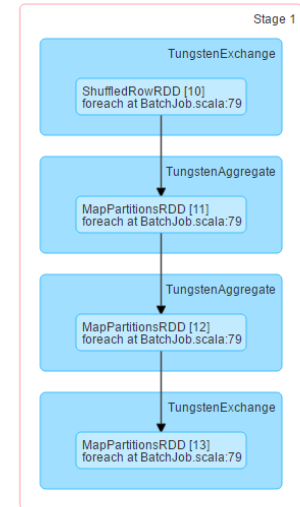 Stage 1
TungstenExchange
ShuffledRowRDD [10]
foreach at BatchJob.scala:79
TungstenAggregate
MapPartitionsRDD [11]
foreach at BatchJob.scala:79
TungstenAggregate
MapPartitionsRDD [12]
foreach at BatchJob.scala:79
TungstenExchange
MapPartitionsRDD [13]
foreach at BatchJob.scala:79